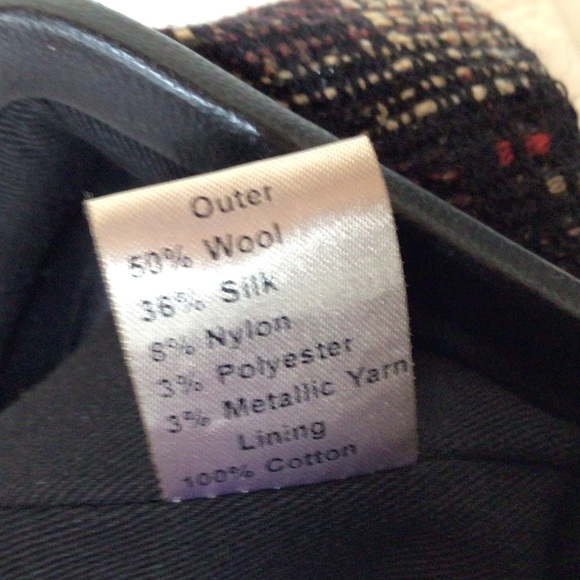 Outer
50% Wool
36% Silk
8% Nylon
3% Polyester
3% Metallic Yarn
Lining
100% Cotton